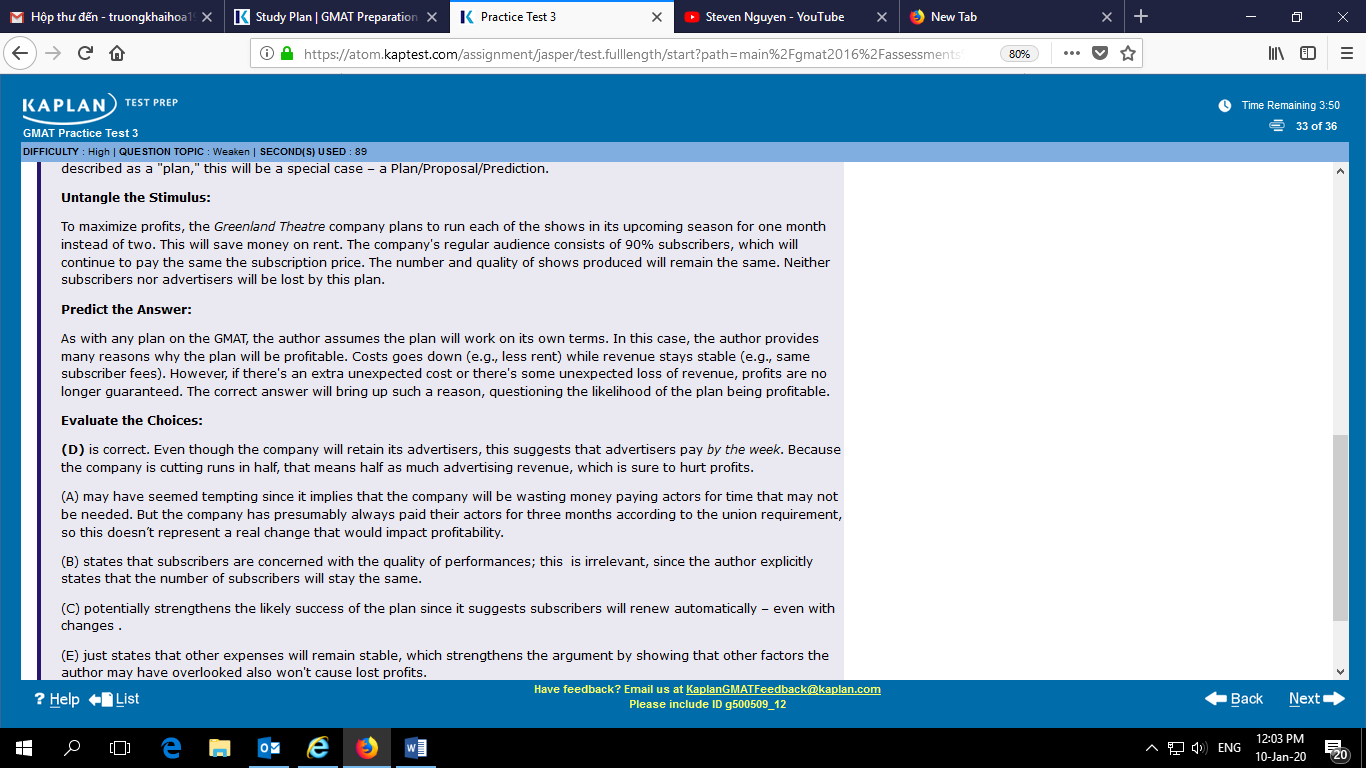 Hộp thư đến - truongkhaihoa15
Study Plan | GMAT Preparation
Practice Test 3
Steven Nguyen - YouTube
New Tab
https://atom.kaptest.com/assignment/jasper/test.fulllength/start?path=main%2Fgmat2016%2Fassessments
80%
KAPLAN TEST PREP
Time Remaining 3:50
GMAT Practice Test 3
33 of 36
DIFFICULTY : High | QUESTION TOPIC : Weaken | SECOND(S) USED : 89
described as a "plan," this will be a special case – a Plan/Proposal/Prediction.
Untangle the Stimulus:
To maximize profits, the Greenland Theatre company plans to run each of the shows in its upcoming season for one month
instead of two. This will save money on rent. The company's regular audience consists of 90% subscribers, which will
continue to pay the same the subscription price. The number and quality of shows produced will remain the same. Neither
subscribers nor advertisers will be lost by this plan.
Predict the Answer:
As with any plan on the GMAT, the author assumes the plan will work on its own terms. In this case, the author provides
many reasons why the plan will be profitable. Costs goes down (e.g., less rent) while revenue stays stable (e.g., same
subscriber fees). However, if there's an extra unexpected cost or there's some unexpected loss of revenue, profits are no
longer guaranteed. The correct answer will bring up such a reason, questioning the likelihood of the plan being profitable.
Evaluate the Choices:
(D) is correct. Even though the company will retain its advertisers, this suggests that advertisers pay by the week. Because
the company is cutting runs in half, that means half as much advertising revenue, which is sure to hurt profits.
(A) may have seemed tempting since it implies that the company will be wasting money paying actors for time that may not
be needed. But the company has presumably always paid their actors for three months according to the union requirement,
so this doesn’t represent a real change that would impact profitability.
(B) states that subscribers are concerned with the quality of performances; this is irrelevant, since the author explicitly
states that the number of subscribers will stay the same.
(C) potentially strengthens the likely success of the plan since it suggests subscribers will renew automatically – even with
changes .
(E) just states that other expenses will remain stable, which strengthens the argument by showing that other factors the
author may have overlooked also won't cause lost profits.
? Help List
Have feedback? Email us at KaplanGMATFeedback@kaplan.com
Please include ID g500509_12
Back Next
ENG
12:03 PM
10-Jan-20
20